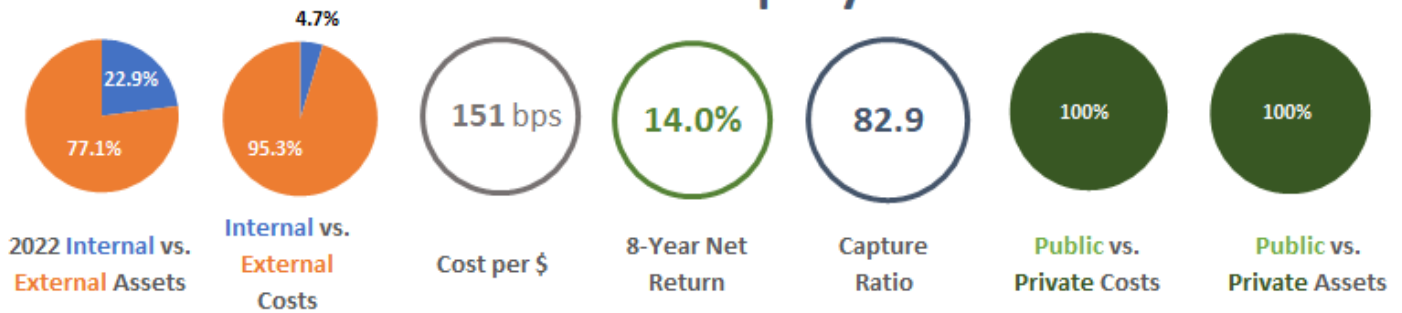 4.7%
22.9%
77.1%
95.3%
151 bps
14.0%
82.9
100%
100%
2022 Internal vs.
External Assets
Internal vs.
External
Costs
Cost per $
8-Year Net
Return
Capture
Ratio
Public vs.
Private Costs
Public vs.
Private Assets